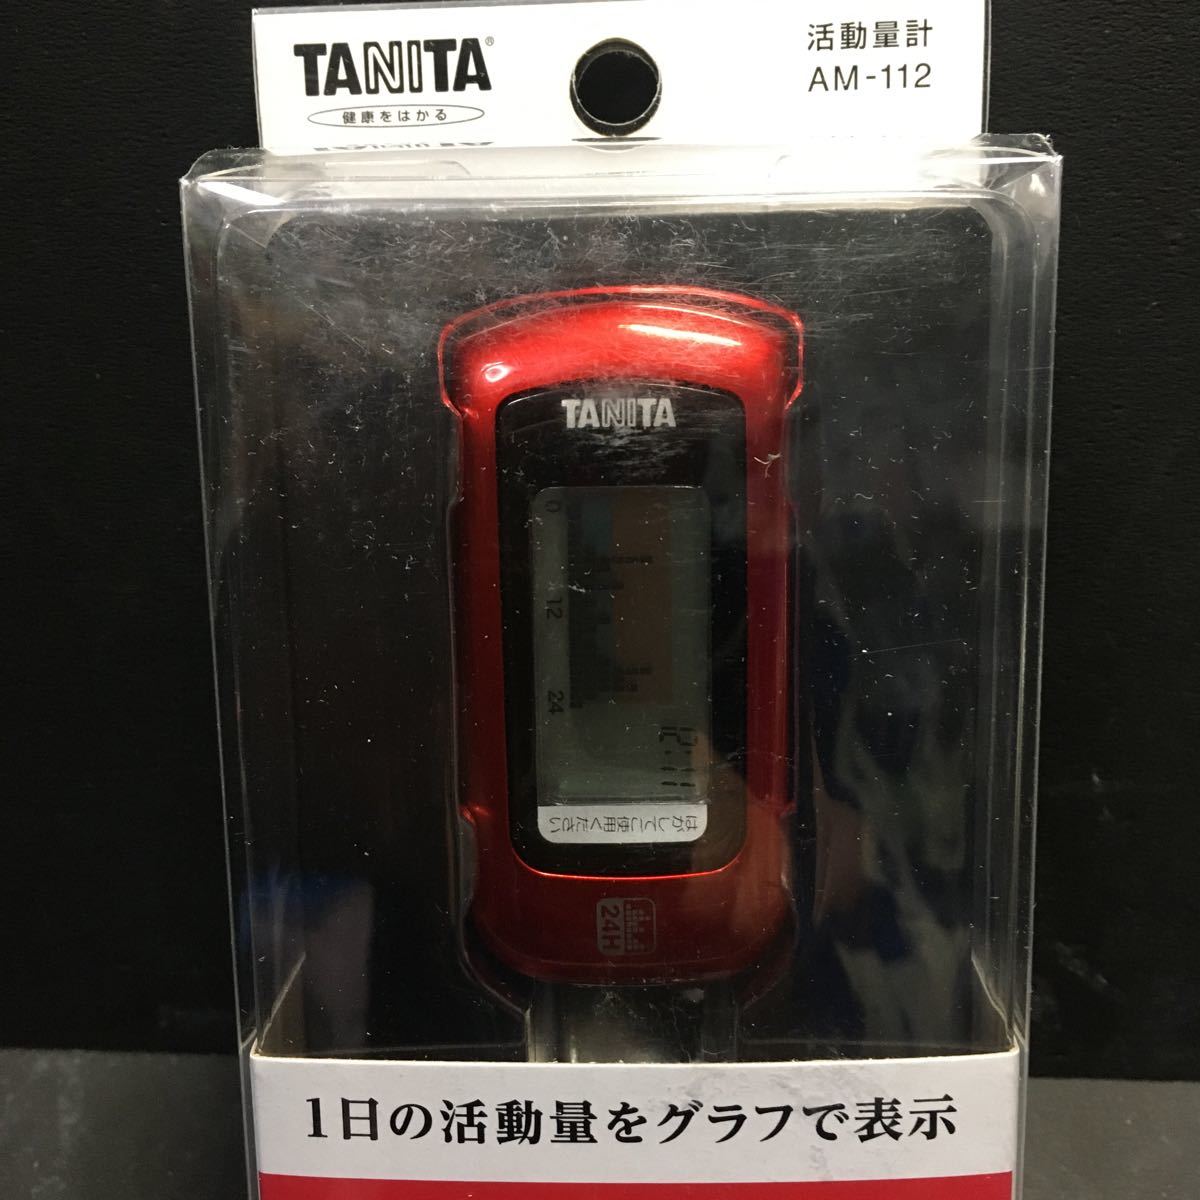 TANITA®
健康をはかる
活動量計
AM-112
TANITA
0
12
24
12:11
はがしてご使用ください
24H
1日の活動量をグラフで表示